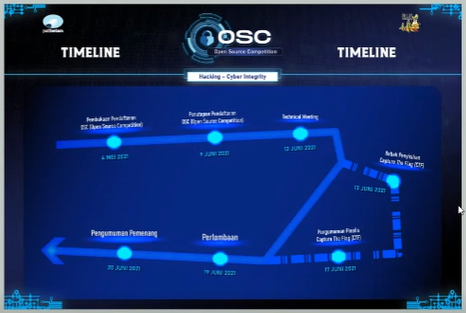 OSC
Open Source Competition
TIMELINE
TIMELINE
Hacking - Cyber Integrity
Pembukaan Pendaftaran
OSC (Open Source Competition)
4 MEI 2021
Penutupan Pendaftaran
OSC (Open Source Competition)
9 JUNI 2021
Technical Meeting
12 JUNI 2021
Babak Penyisihan
Capture The Flag (CTF)
13 JUNI 2021
Pengumuman Pemenang
20 JUNI 2021
Perlombaan
19 JUNI 2021
Pengumuman Finalis
Capture The Flag (CTF)
17 JUNI 2021